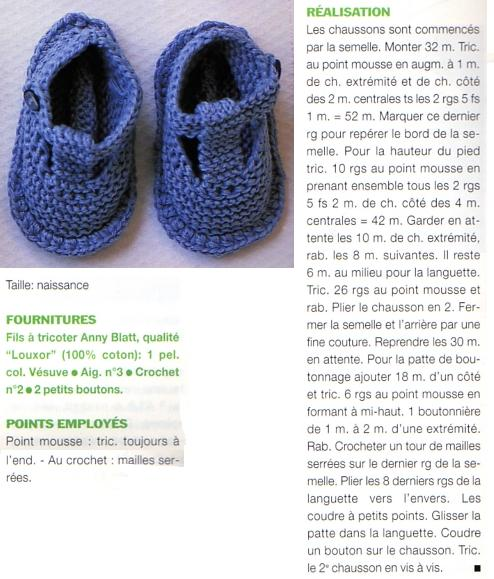 Taille: naissance
FOURNITURES
Fils à tricoter Anny Blatt, qualité
"Louxor" (100% coton): 1 pel.
col. Vésuve ● Aig. n°3 ● Crochet
n°2 ● 2 petits boutons.
POINTS EMPLOYÉS
Point mousse : tric. toujours à
l'end. - Au crochet : mailles ser-
rées.
RÉALISATION
Les chaussons sont commencés
par la semelle. Monter 32 m. Tric.
au point mousse en augm. à 1 m.
de ch. extrémité et de ch. côté
des 2 m. centrales ts les 2 rgs 5 fs
1 m. = 52 m. Marquer ce dernier
rg pour repérer le bord de la se-
melle. Pour la hauteur du pied
tric. 10 rgs au point mousse en
prenant ensemble tous les 2 rgs
5 fs 2 m. de ch. côté des 4 m.
centrales = 42 m. Garder en at-
tente les 10 m. de ch. extrémité,
rab. les 8 m. suivantes. Il reste
6 m. au milieu pour la languette.
Tric. 26 rgs au point mousse et
rab. Plier le chausson en 2. Fer-
mer la semelle et l'arrière par une
fine couture. Reprendre les 30 m.
en attente. Pour la patte de bou-
tonnage ajouter 18 m. d'un côté
et tric. 6 rgs au point mousse en
formant à mi-haut. 1 boutonnière
de 1 m. à 2 m. d'une extrémité.
Rab. Crocheter un tour de mailles
serrées sur le dernier rg de la se-
melle. Plier les 8 derniers rgs de la
languette vers l'envers. Les
coudre à petits points. Glisser la
patte dans la languette. Coudre
un bouton sur le chausson. Tric.
le 2e chausson en vis à vis. ■